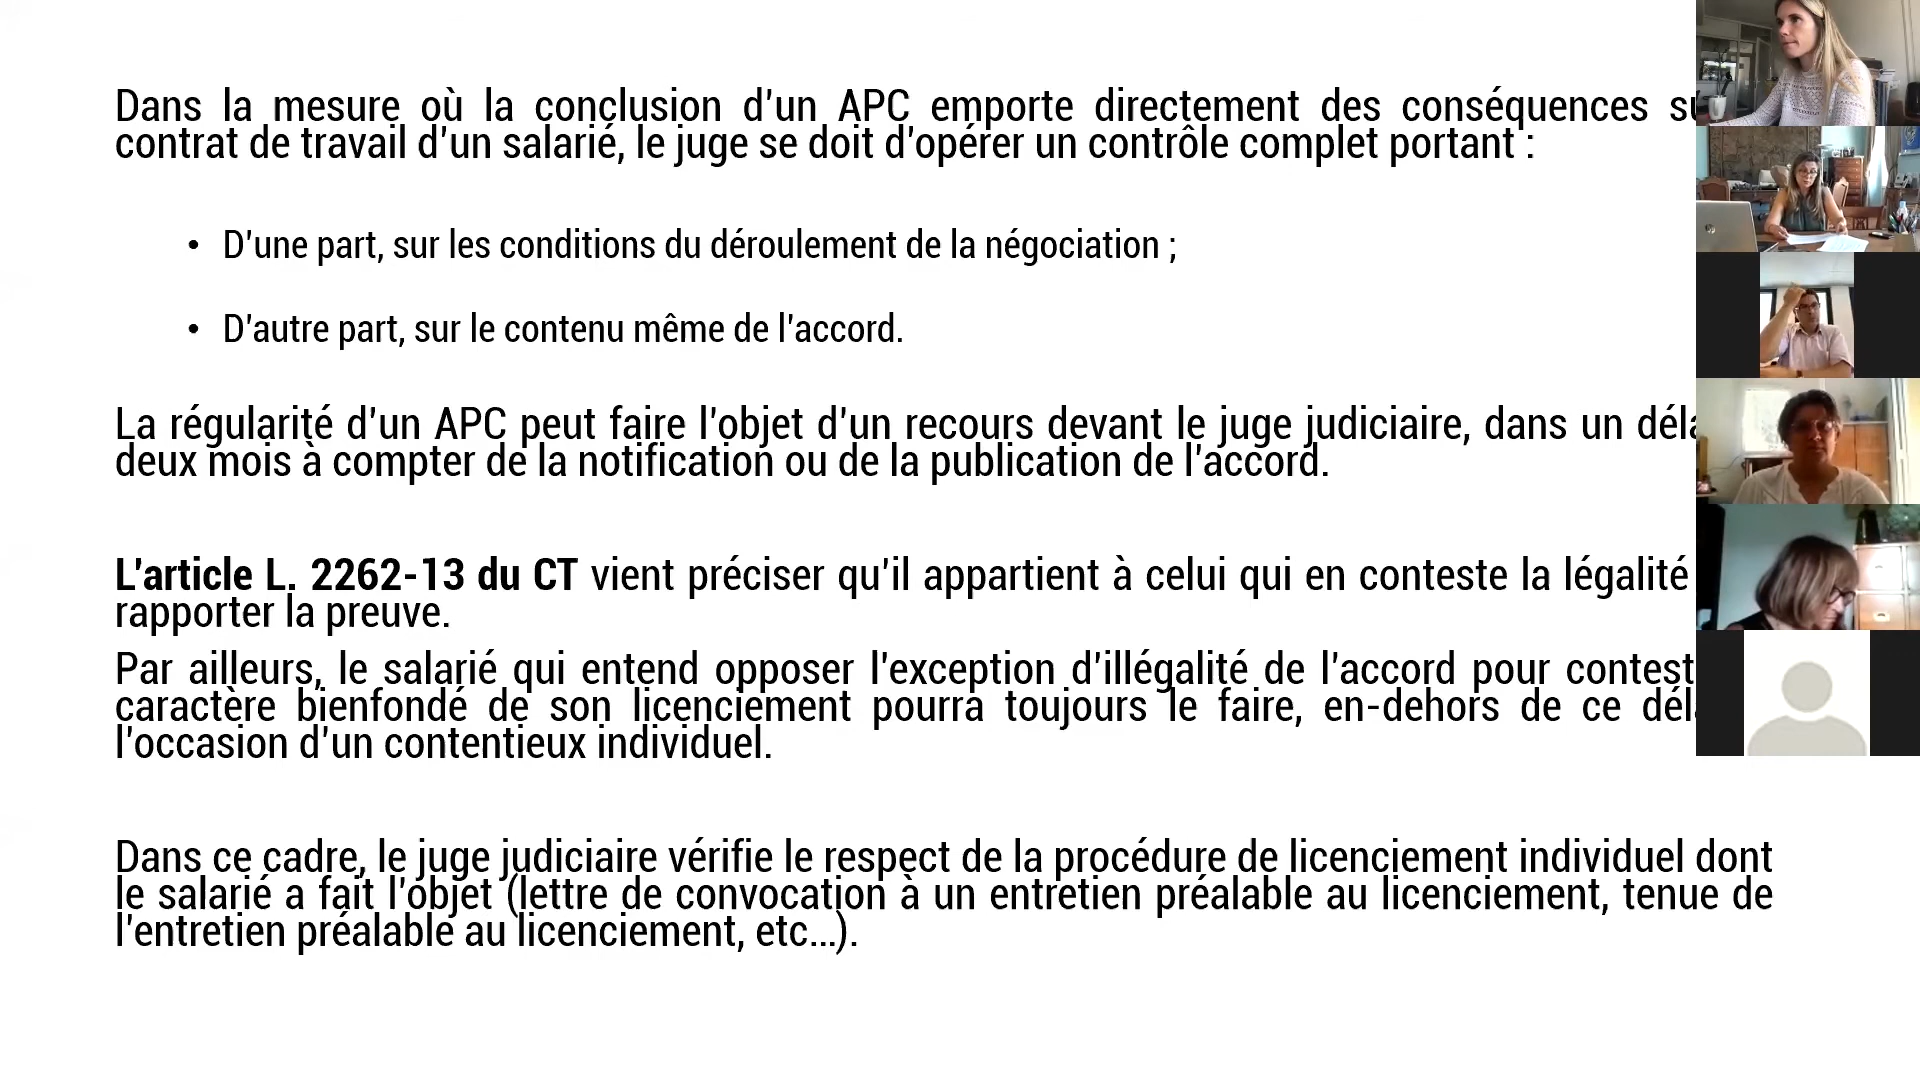 Dans la mesure où la conclusion d'un APC emporte directement des conséquences
contrat de travail d'un salarié, le juge se doit d'opérer un contrôle complet portant :
• D'une part, sur les conditions du déroulement de la négociation ;
• D'autre part, sur le contenu même de l'accord.
La régularité d'un APC peut faire l'objet d'un recours devant le juge judiciaire, dans un
deux mois à compter de la notification ou de la publication de l'accord.
L'article L. 2262-13 du CT vient préciser qu'il appartient à celui qui en conteste la légalité
rapporter la preuve.
Par ailleurs, le salarié qui entend opposer l'exception d'illégalité de l'accord pour
caractère bienfondé de son licenciement pourra toujours le faire, en-dehors de ce
l'occasion d'un contentieux individuel.
Dans ce cadre, le juge judiciaire vérifie le respect de la procédure de licenciement individuel dont
le salarié a fait l'objet (lettre de convocation à un entretien préalable au licenciement, tenue de
l'entretien préalable au licenciement, etc...).